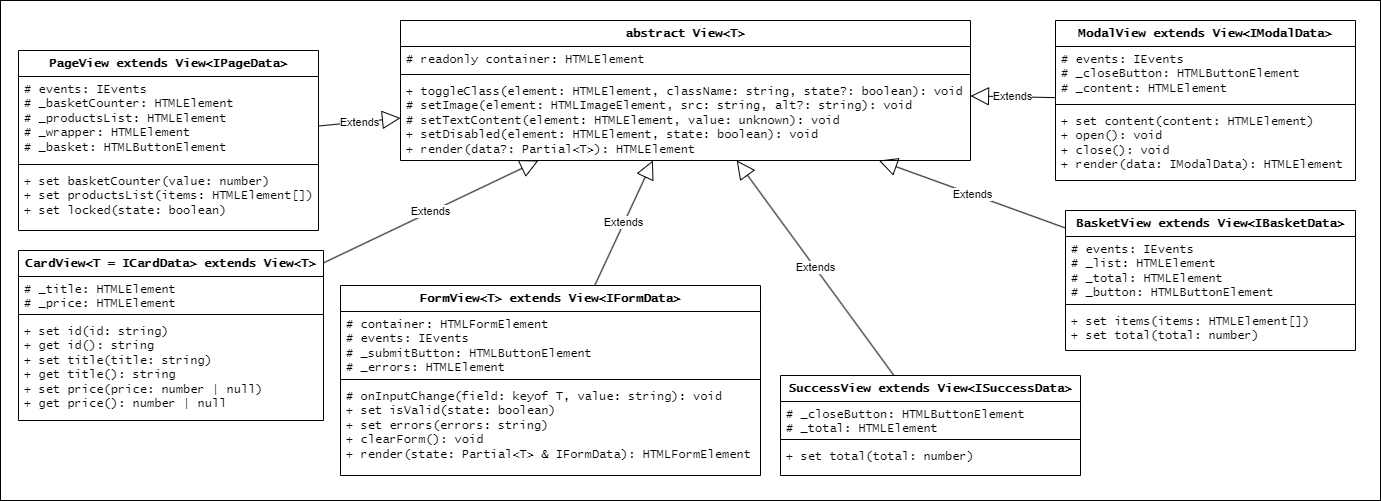 PageView extends View<IPageData>
# events: IEvents
# _basketCounter: HTMLElement
# _productsList: HTMLElement
# _wrapper: HTMLElement
# _basket: HTMLButtonElement
+ set basketCounter(value: number)
+ set productsList(items: HTMLElement[])
+ set locked(state: boolean)
Extends
abstract View<T>
# readonly container: HTMLElement
+ toggleClass(element: HTMLElement, className: string, state?: boolean): void
# setImage(element: HTMLImageElement, src: string, alt?: string): void
# setTextContent(element: HTMLElement, value: unknown): void
+ setDisabled(element: HTMLElement, state: boolean): void
+ render(data?: Partial<T>): HTMLElement
Extends
ModalView extends View<IModalData>
# events: IEvents
# _closeButton: HTMLButtonElement
# _content: HTMLElement
+ set content(content: HTMLElement)
+ open(): void
+ close(): void
+ render(data: IModalData): HTMLElement
Extends
Extends
Extends
Extends
CardView<T = ICardData> extends View<T>
# _title: HTMLElement
# _price: HTMLElement
+ set id(id: string)
+ get id(): string
+ set title(title: string)
+ get title(): string
+ set price(price: number | null)
+ get price(): number | null
FormView<T> extends View<IFormData>
# container: HTMLFormElement
# events: IEvents
# _submitButton: HTMLButtonElement
# _errors: HTMLElement
# onInputChange(field: keyof T, value: string): void
+ set isValid(state: boolean)
+ set errors(errors: string)
+ clearForm(): void
+ render(state: Partial<T> & IFormData): HTMLFormElement
SuccessView extends View<ISuccessData>
# _closeButton: HTMLButtonElement
# _total: HTMLElement
+ set total(total: number)
BasketView extends View<IBasketData>
# events: IEvents
# _list: HTMLElement
# _total: HTMLElement
# _button: HTMLButtonElement
+ set items(items: HTMLElement[])
+ set total(total: number)